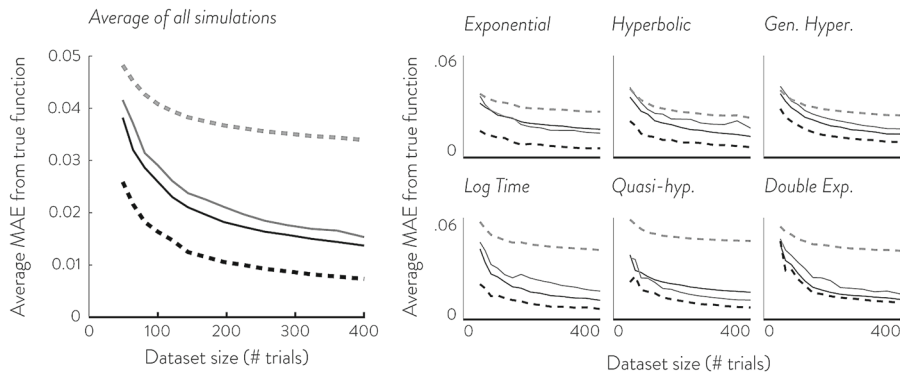 Average of all simulations
Average MAE from true function
0.05
0.04
0.03
0.02
0.01
0
0
100
200
300
400
Dataset size (# trials)
Exponential
Hyperbolic
Gen. Hyper.
Average MAE from true function
.06
0
Log Time
Quasi-hyp.
Double Exp.
.06
0
0
400
0
400
0
400
Dataset size (# trials)